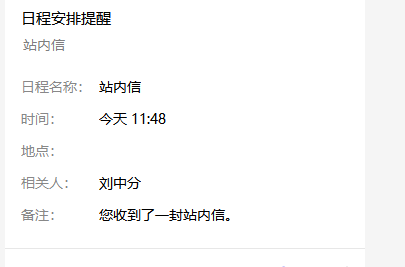 日程安排提醒
站内信
日程名称： 站内信
时间： 今天 11:48
地点：
相关人： 刘中分
备注： 您收到了一封站内信。